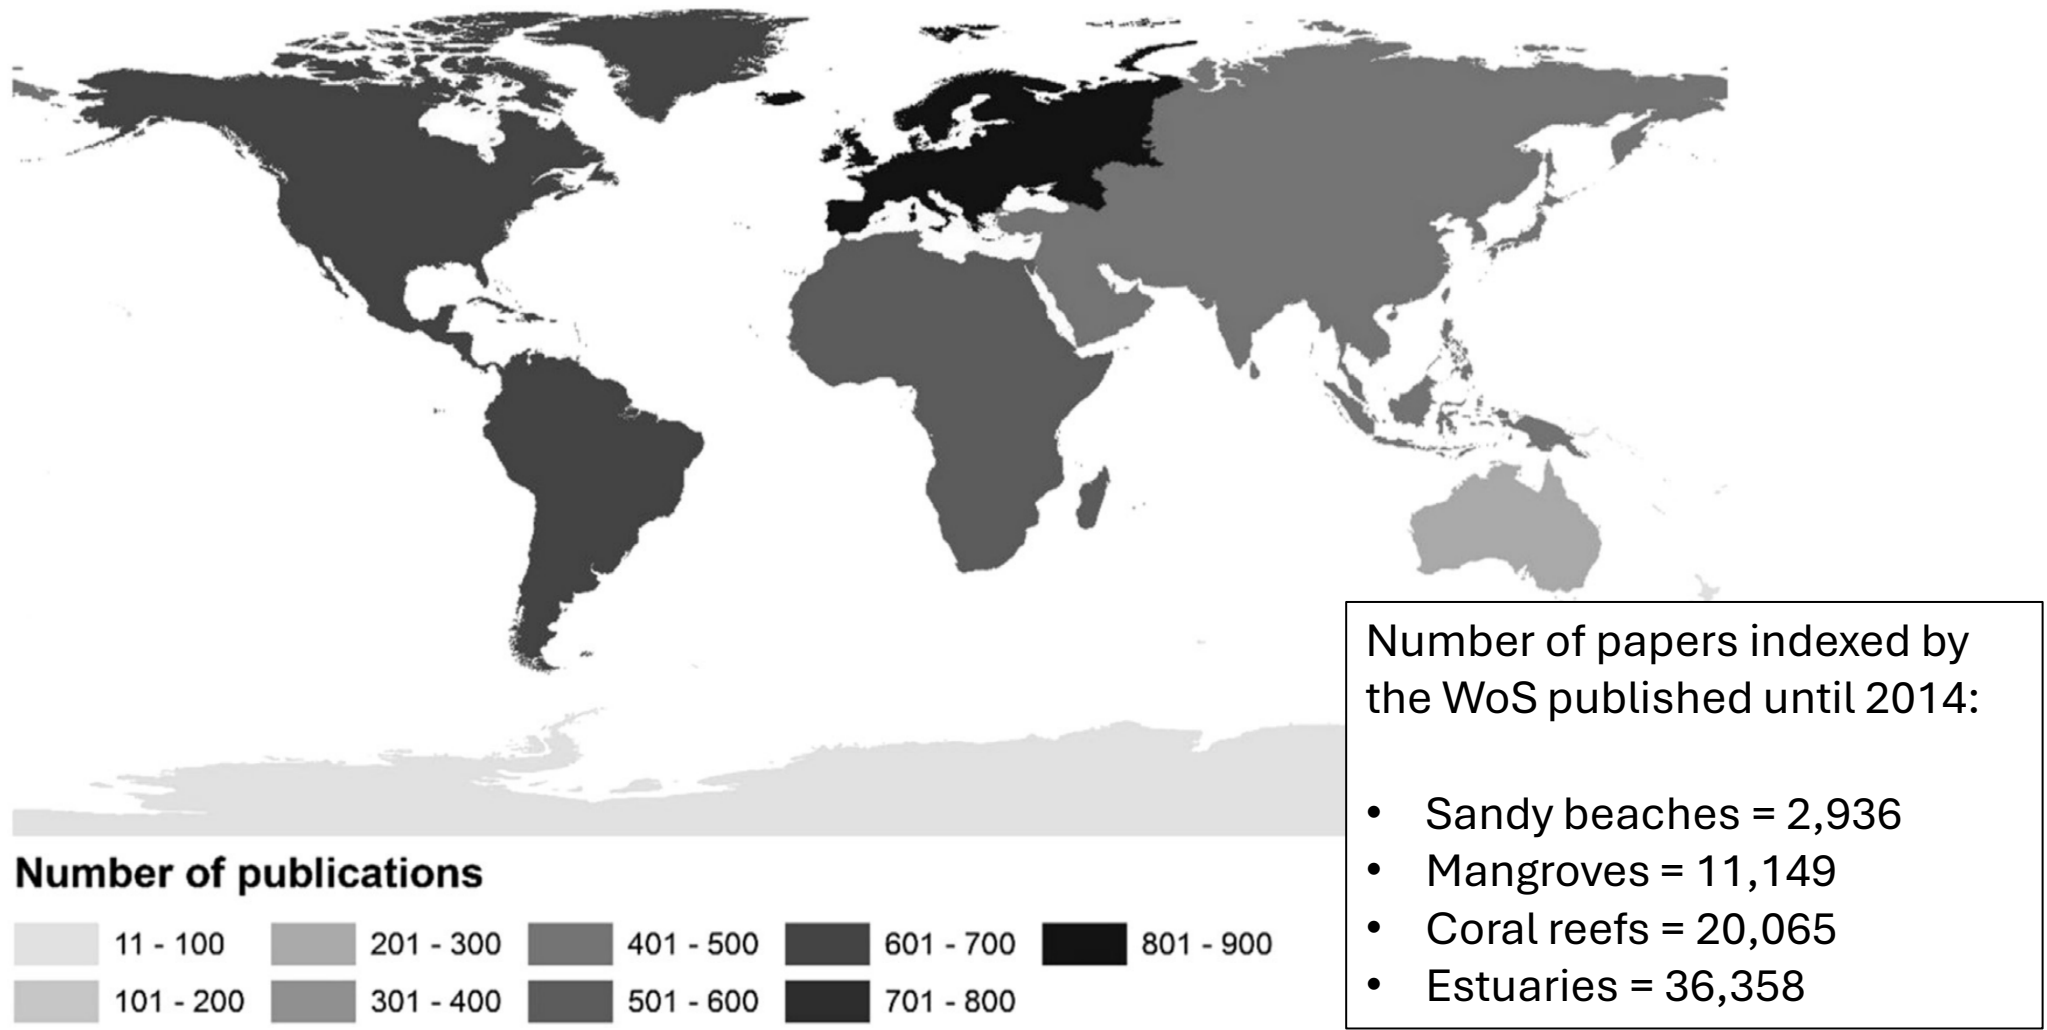 Number of papers indexed by
the WoS published until 2014:
• Sandy beaches = 2,936
• Mangroves = 11,149
• Coral reefs = 20,065
• Estuaries = 36,358
Number of publications
11 - 100
201 - 300
401 - 500
601 - 700
801 - 900
101 - 200
301 - 400
501 - 600
701 - 800